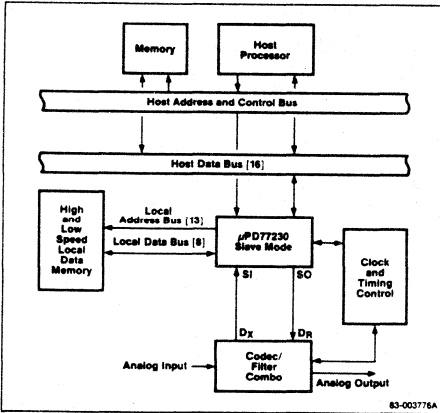 Memory
Host
Processor
Host Address and Control Bus
Host Data Bus [16]
High
and
Low
Speed
Local
Data
Memory
Local
Address Bus [13]
Local Data Bus [8]
µPD77230
Slave Mode
SI
SO
Clock
and
Timing
Control
DX
DR
Analog Input
Codec/
Filter
Combo
Analog Output
83-003776A